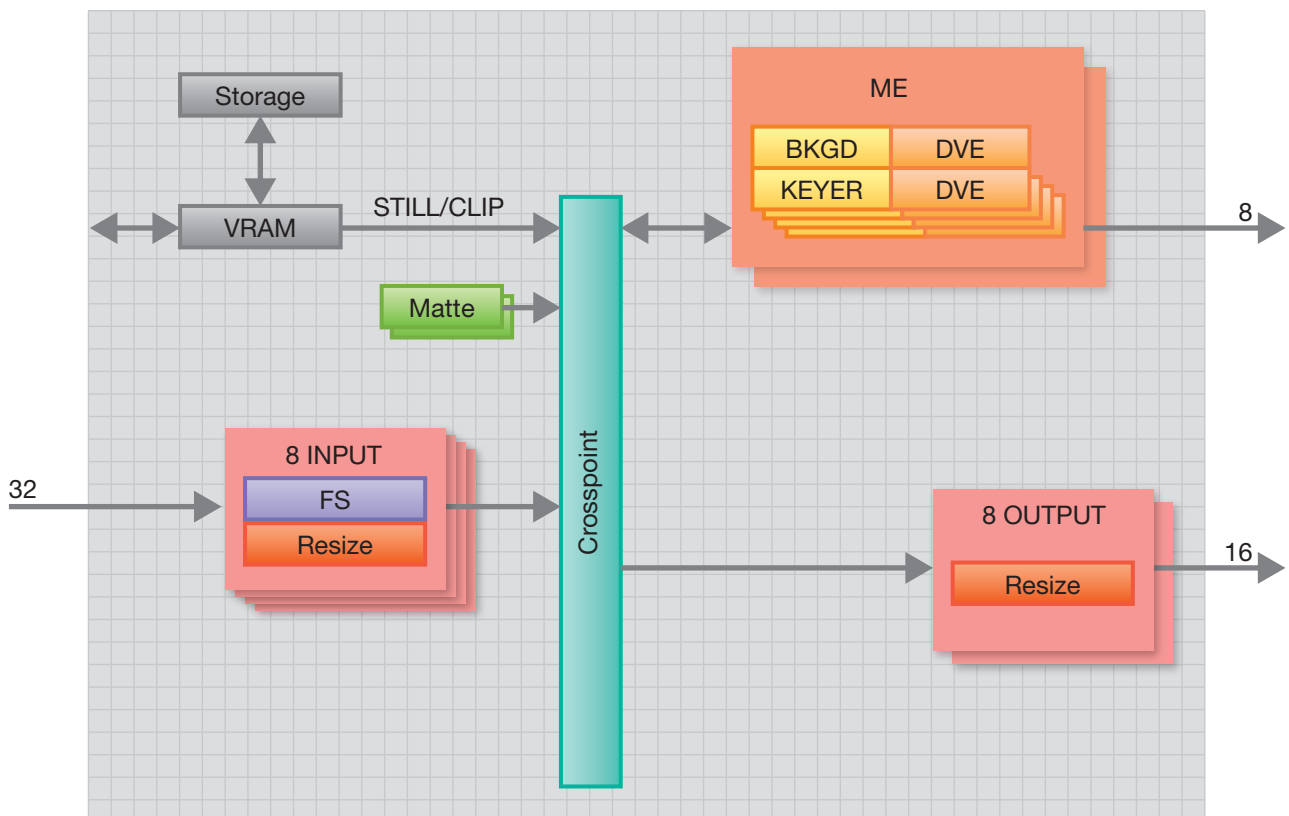 Storage
VRAM
STILL/CLIP
Matte
ME
BKGD DVE
KEYER DVE
8
32
8 INPUT
FS
Resize
Crosspoint
8 OUTPUT
Resize
16